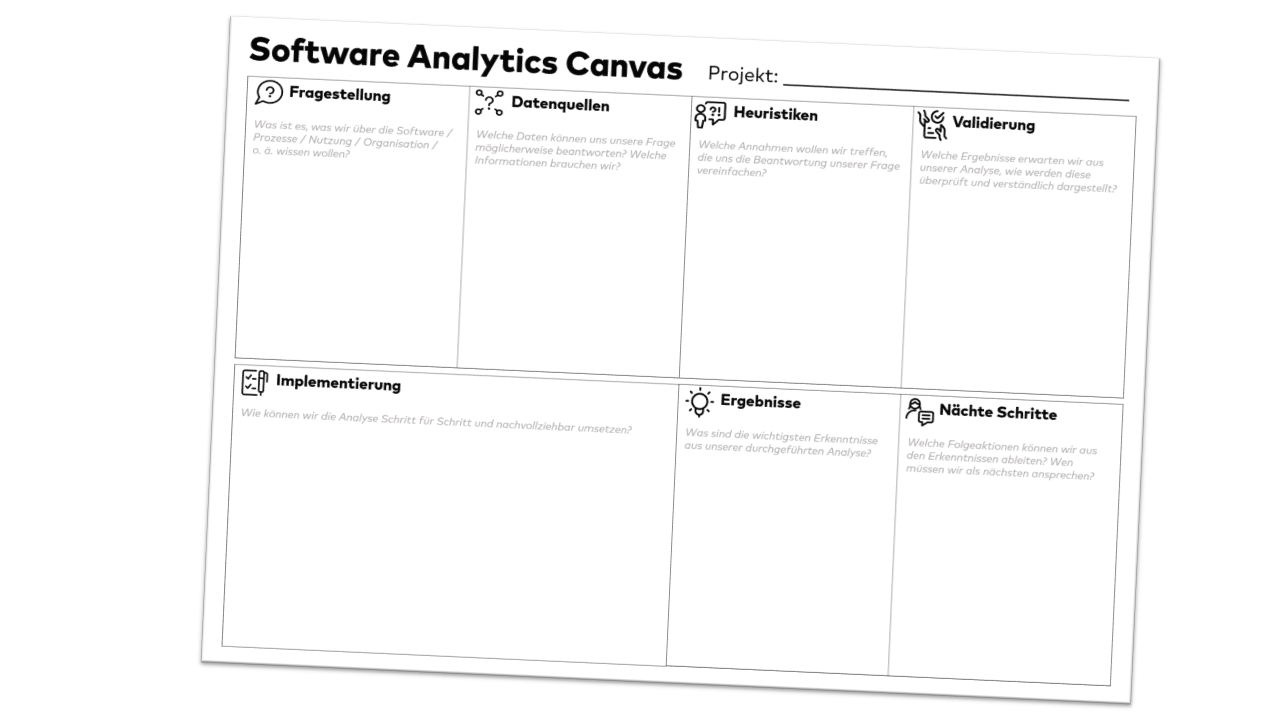 Software Analytics Canvas
Projekt:
Fragestellung
Was ist es, was wir über die Software /
Prozesse / Nutzung / Organisation /
o. ä. wissen wollen?
Datenquellen
Welche Daten können uns unsere Frage
möglicherweise beantworten? Welche
Informationen brauchen wir?
Heuristiken
Welche Annahmen wollen wir treffen,
die uns die Beantwortung unserer Frage
vereinfachen?
Validierung
Welche Ergebnisse erwarten wir aus
unserer Analyse, wie werden diese
überprüft und verständlich dargestellt?
Implementierung
Wie können wir die Analyse Schritt für Schritt und nachvollziehbar umsetzen?
Ergebnisse
Was sind die wichtigsten Erkenntnisse
aus unserer durchgeführten Analyse?
Nächte Schritte
Welche Folgeaktionen können wir aus
den Erkenntnissen ableiten? Wen
müssen wir als nächsten ansprechen?